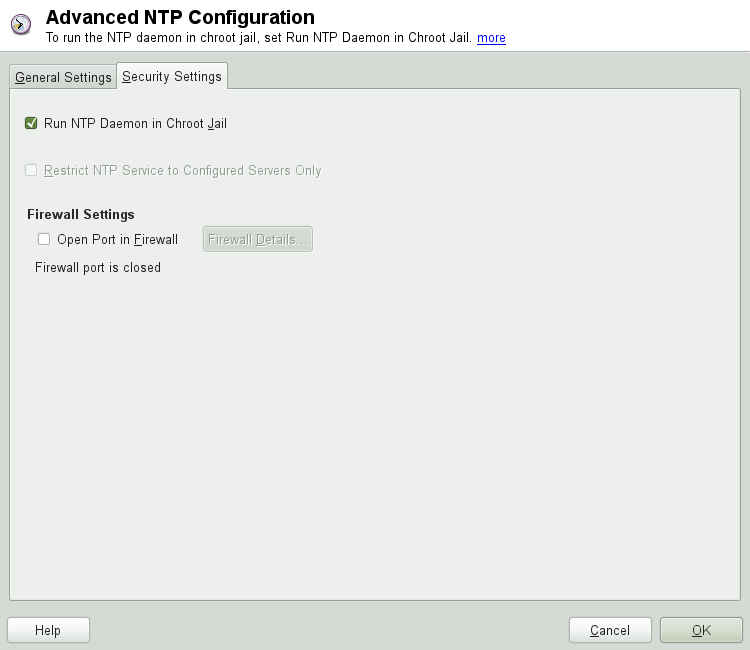 Advanced NTP Configuration
To run the NTP daemon in chroot jail, set Run NTP Daemon in Chroot Jail. more
General Settings Security Settings
Run NTP Daemon in Chroot Jail
Restrict NTP Service to Configured Servers Only
Firewall Settings
Open Port in Firewall Firewall Details...
Firewall port is closed
Help Cancel OK